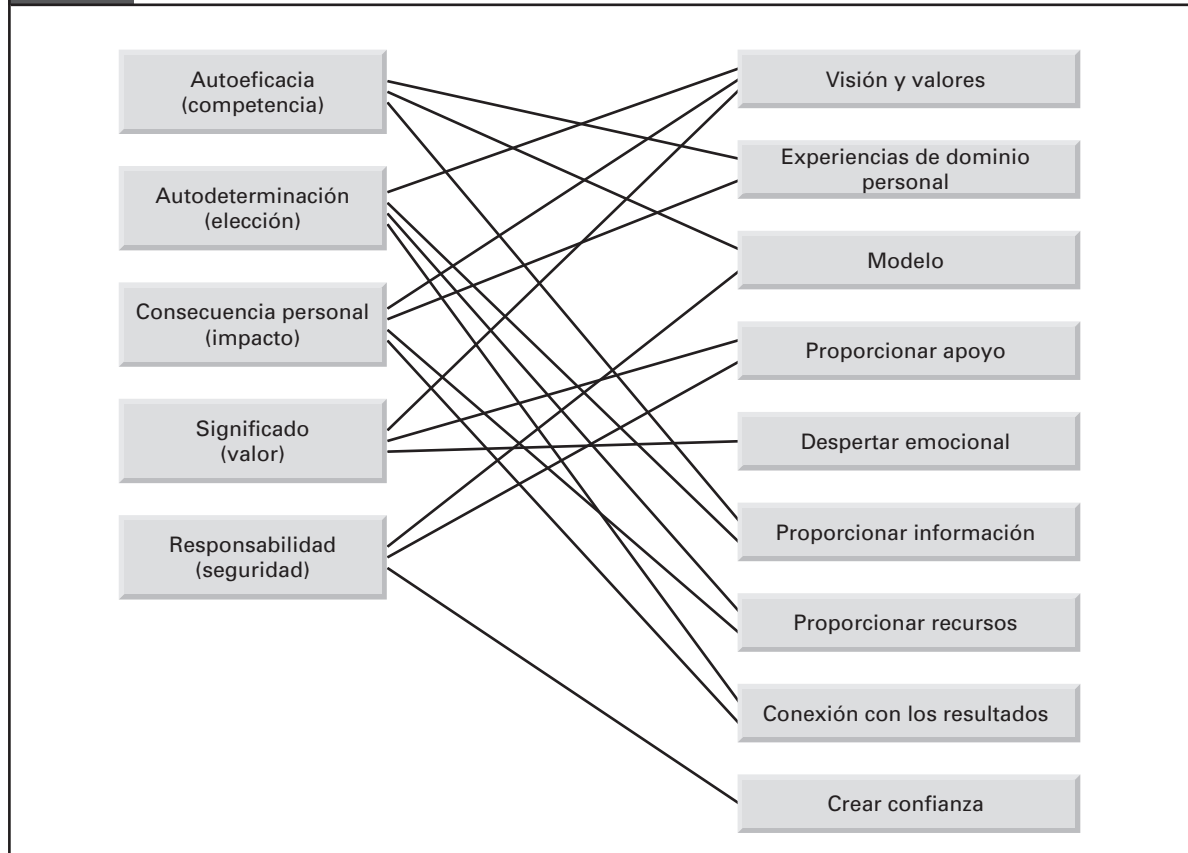 Autoeficacia
(competencia)
Autodeterminación
(elección)
Consecuencia personal
(impacto)
Significado
(valor)
Responsabilidad
(seguridad)
Visión y valores
Experiencias de dominio
personal
Modelo
Proporcionar apoyo
Despertar emocional
Proporcionar información
Proporcionar recursos
Conexión con los resultados
Crear confianza